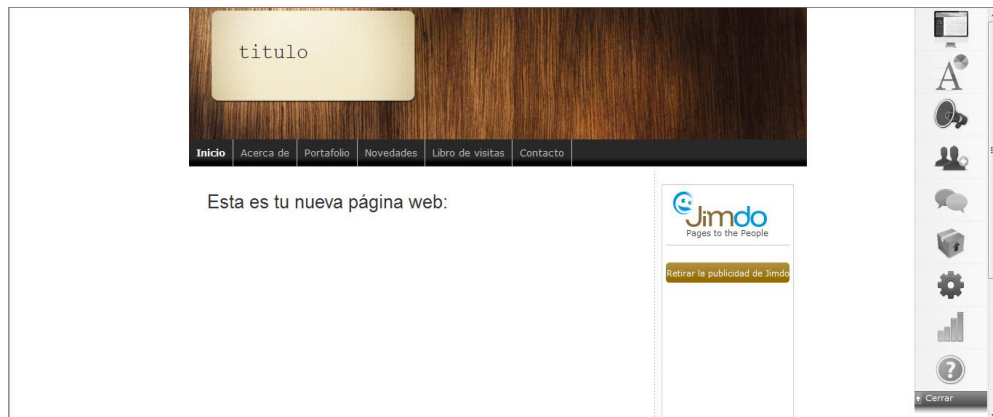 titulo
Inicio Acerca de Portafolio Novedades Libro de visitas Contacto
Esta es tu nueva página web:
Jimdo
Pages to the People
Retirar la publicidad de Jimdo
A
?
Cerrar